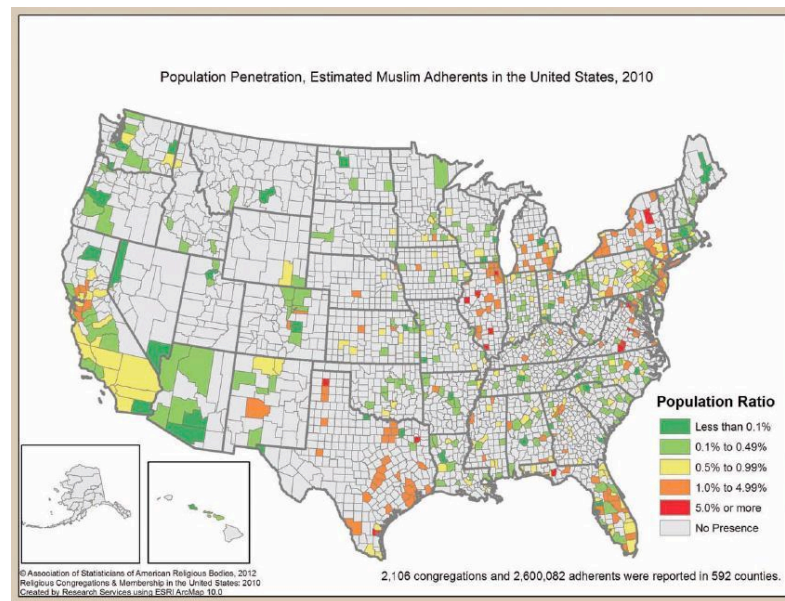 Population Penetration, Estimated Muslim Adherents in the United States, 2010
Population Ratio
Less than 0.1%
0.1% to 0.49%
0.5% to 0.99%
1.0% to 4.99%
5.0% or more
No Presence
© Association of Statisticians of American Religious Bodies, 2012
Religious Congregations & Membership in the United States: 2010
Created by Research Services using ESRI ArcMap 10.0
2,106 congregations and 2,600,082 adherents were reported in 592 counties.